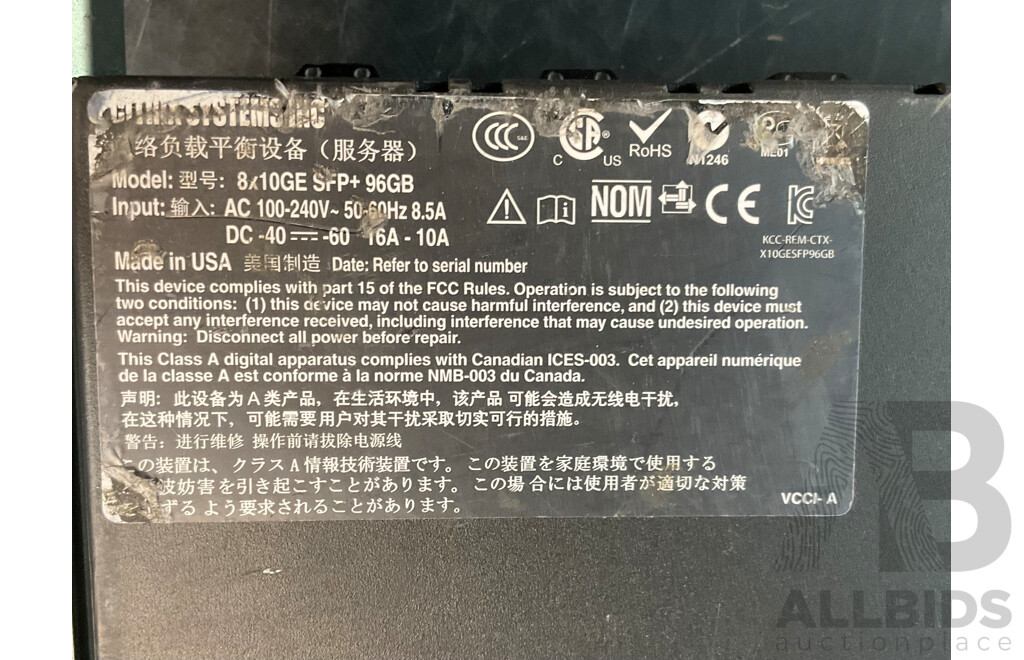 SYSTEMS INC
络负载平衡设备（服务器）
Model: 型号: 8x10GE SFP+ 96GB
Input: 输入: AC 100-240V~ 50-60Hz 8.5A
DC -40 -60 16A - 10A
Made in USA 美国制造 Date: Refer to serial number
CCC S&E
C SA ® US
RoHS
N1246
ME01
NOM
CE
KCC-REM-CTX-
X10GESFP96GB
This device complies with part 15 of the FCC Rules. Operation is subject to the following
two conditions: (1) this device may not cause harmful interference, and (2) this device must
accept any interference received, including interference that may cause undesired operation.
Warning: Disconnect all power before repair.
This Class A digital apparatus complies with Canadian ICES-003. Cet appareil numérique
de la classe A est conforme à la norme NMB-003 du Canada.
声明: 此设备为A类产品, 在生活环境中, 该产品 可能会造成无线电干扰,
在这种情况下, 可能需要用户对其干扰采取切实可行的措施。
警告: 进行维修 操作前请拔除电源线
この装置は、クラスA情報技術装置です。 この装置を家庭環境で使用する
波妨害を引き起こすことがあります。 この場合には使用者が適切な対策
ずる よう要求されることがあります。
VCCI- A
B
ALLBIDS
auctionplace